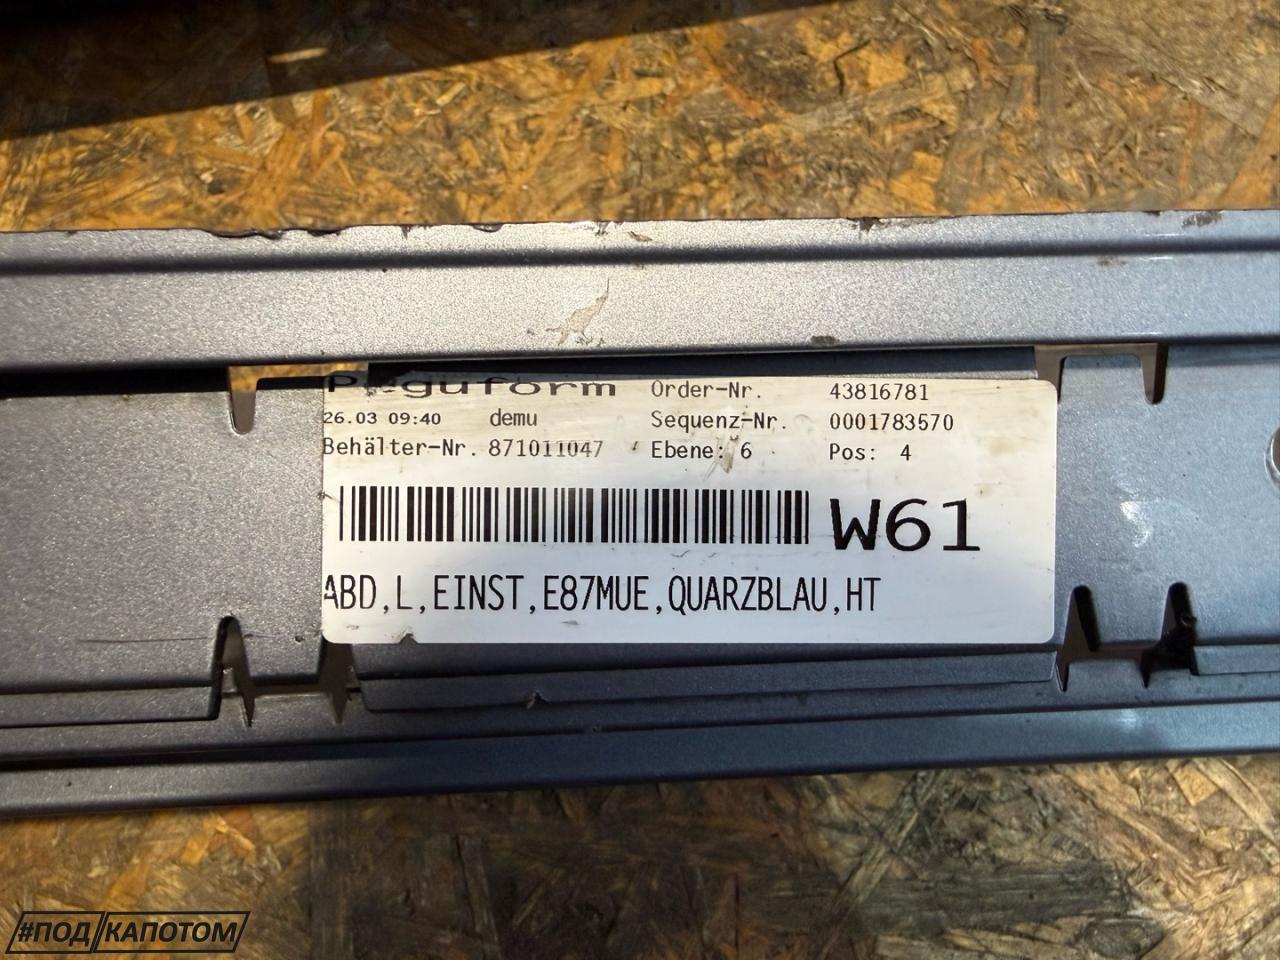 Peguform Order-Nr. 43816781
26.03 09:40 demu Sequenz-Nr. 0001783570
Behälter-Nr. 871011047 Ebene: 6 Pos: 4
W61
ABD,L,EINST,E87MUE,QUARZBLAU,HT
#ПОД КАПОТОМ